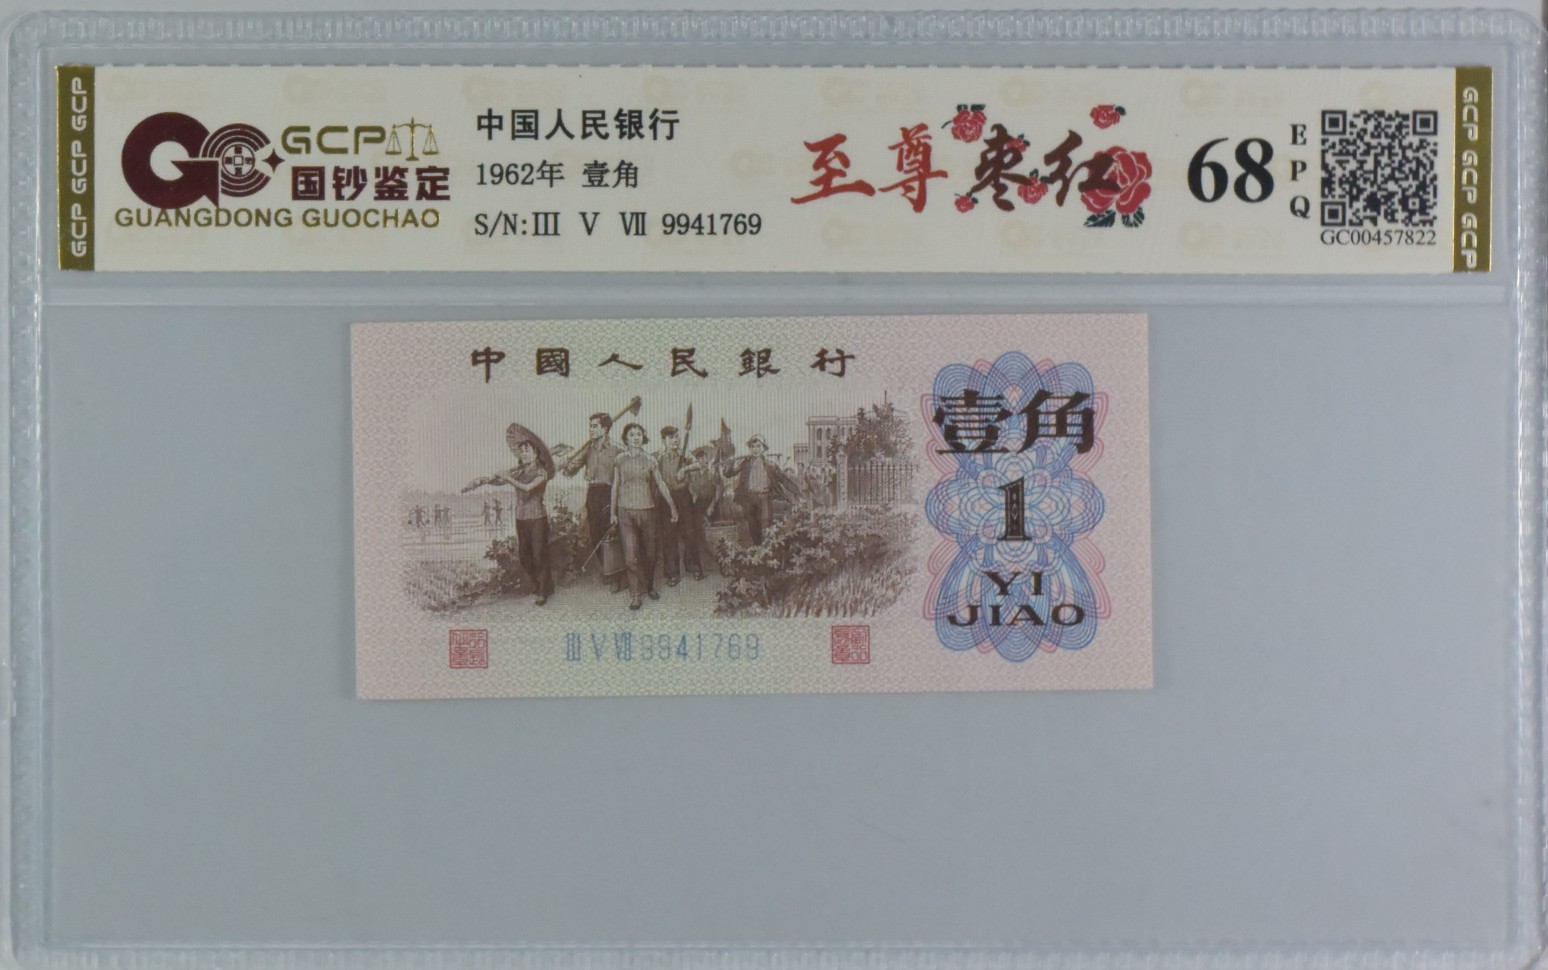 GCP GCP GCP
GCP
国钞鉴定
GUANGDONG GUOCHAO
中国人民银行
1962年 壹角
S/N:Ⅲ Ⅴ Ⅶ 9941769
至尊枣红
68
EPQ
GC00457822
GCP GCP GCP GCP
中國人民銀行
壹角
1
YI
JIAO
Ⅲ Ⅴ Ⅶ 9941769